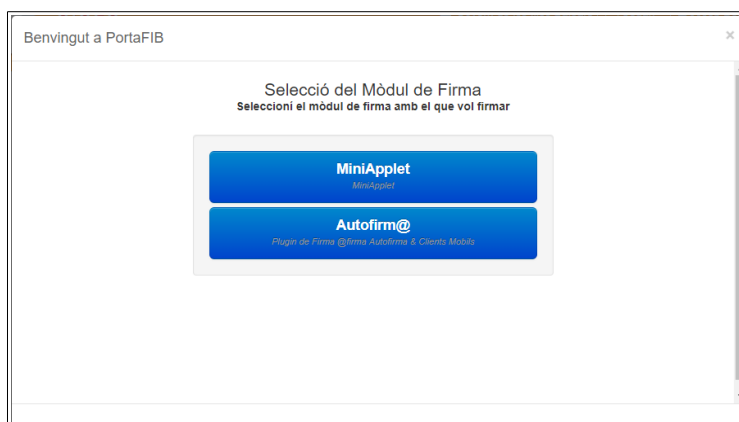 Benvingut a PortaFIB
×
Selecció del Mòdul de Firma
Seleccioni el mòdul de firma amb el que vol firmar
MiniApplet
MiniApplet
Autofirm@
Plugin de Firma @firma Autofirma & Clients Mobils